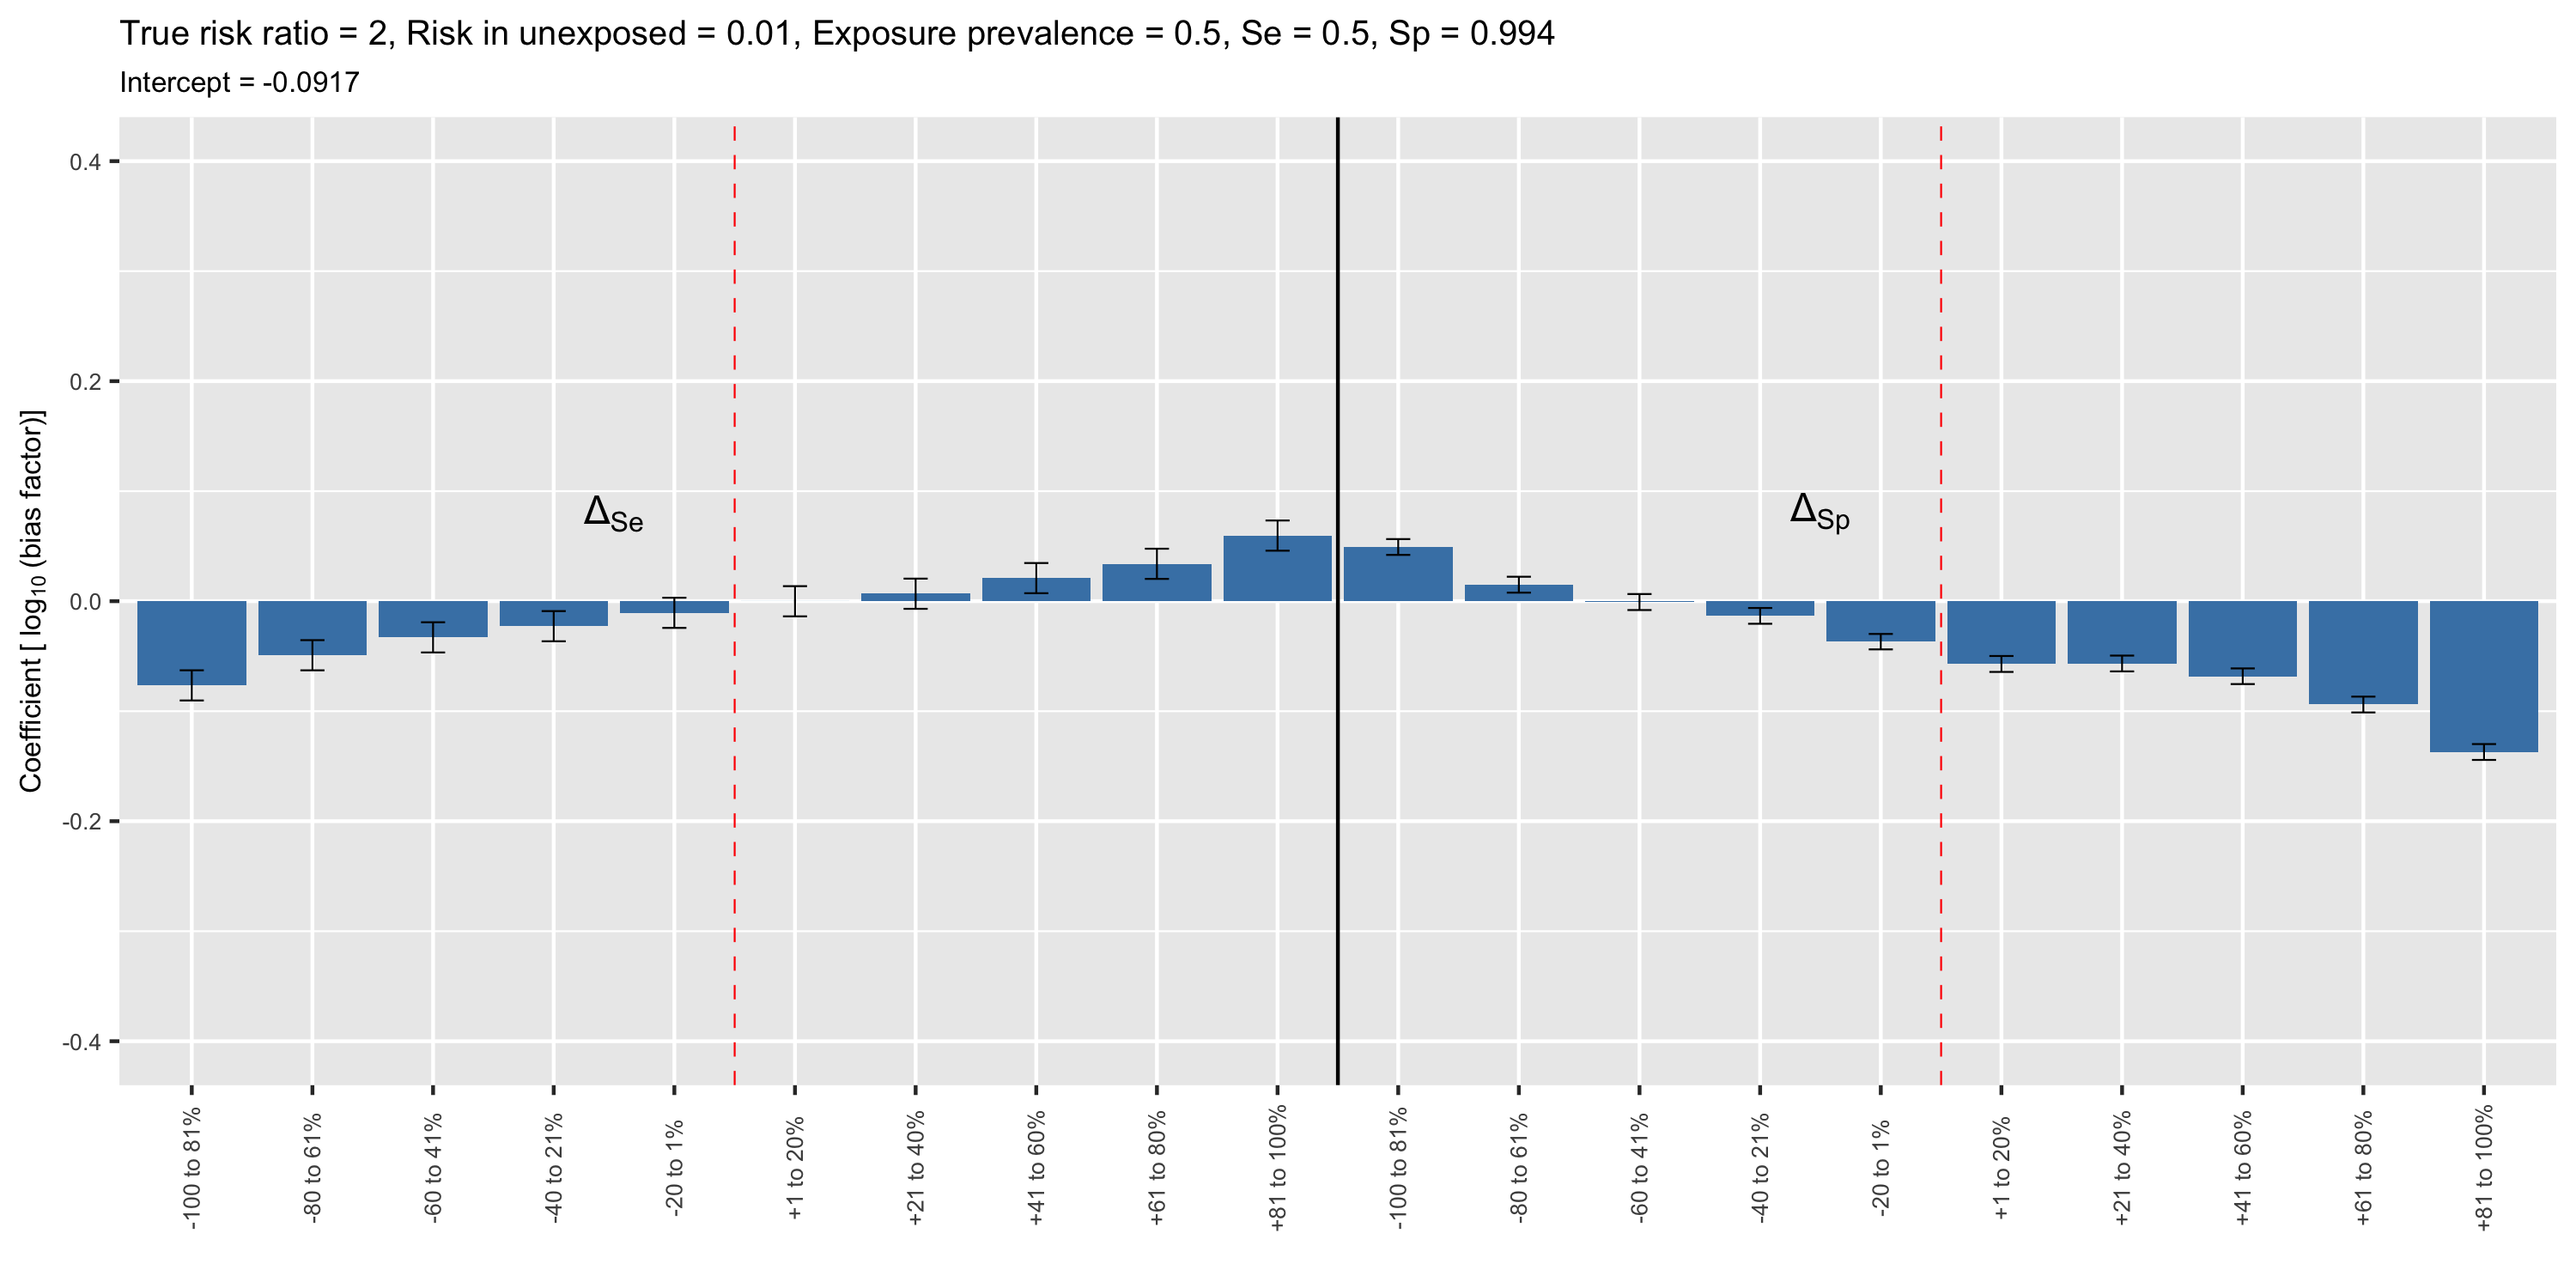 True risk ratio = 2, Risk in unexposed = 0.01, Exposure prevalence = 0.5, Se = 0.5, Sp = 0.994
Intercept = -0.0917
Coefficient [ log10 (bias factor)]
0.4
0.2
0.0
-0.2
-0.4
ΔSe
ΔSp
-100 to 81%
-80 to 61%
-60 to 41%
-40 to 21%
-20 to 1%
+1 to 20%
+21 to 40%
+41 to 60%
+61 to 80%
+81 to 100%
-100 to 81%
-80 to 61%
-60 to 41%
-40 to 21%
-20 to 1%
+1 to 20%
+21 to 40%
+41 to 60%
+61 to 80%
+81 to 100%